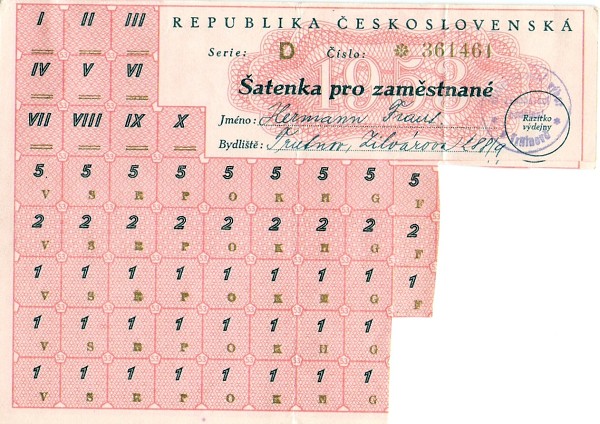 REPUBLIKA ČESKOSLOVENSKÁ
Serie: D Číslo: 361461
1953
Šatenka pro zaměstnané
Jméno: Hermann Praus
Bydliště: Trutnov, Zilvárova
Razítko
výdejny
I II III
IV V VI
VII VIII IX X
5 5 5 5 5 5 5 5 5
V S R P O K H G F
2 2 2 2 2 2 2 2 2
V S R P O K H G F
1 1 1 1 1 1 1 1 1
V S R P O K H G F
1 1 1 1 1 1 1 1
V S R P O K H G
1 1 1 1 1 1 1 1
V S R P O K H G